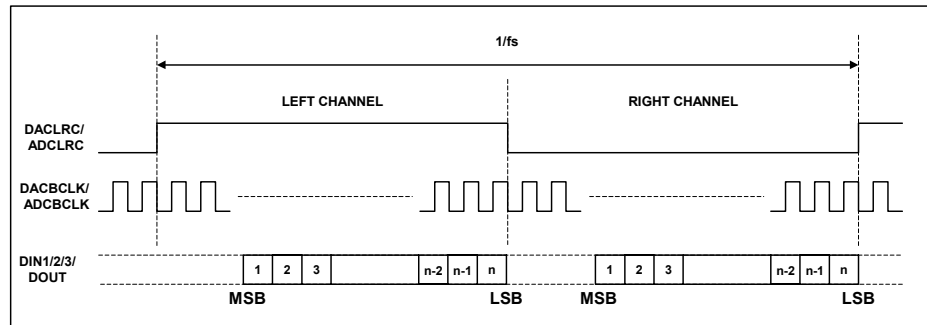 1/fs
LEFT CHANNEL RIGHT CHANNEL
DACLRC/
ADCLRC
DACBCLK/
ADCBCLK
DIN1/2/3/
DOUT
1 2 3 n-2 n-1 n 1 2 3 n-2 n-1 n
MSB LSB MSB LSB